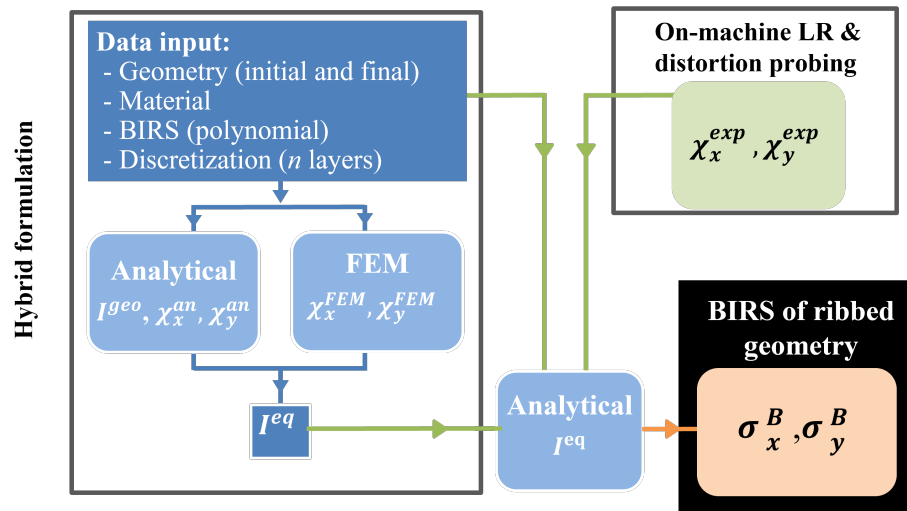 Hybrid formulation
Data input:
- Geometry (initial and final)
- Material
- BIRS (polynomial)
- Discretization (n layers)
Analytical
I^geo, χ_x^an, χ_y^an
FEM
χ_x^FEM, χ_y^FEM
I^eq
On-machine LR &
distortion probing
χ_x^exp, χ_y^exp
Analytical
I^eq
BIRS of ribbed
geometry
σ_x^B, σ_y^B